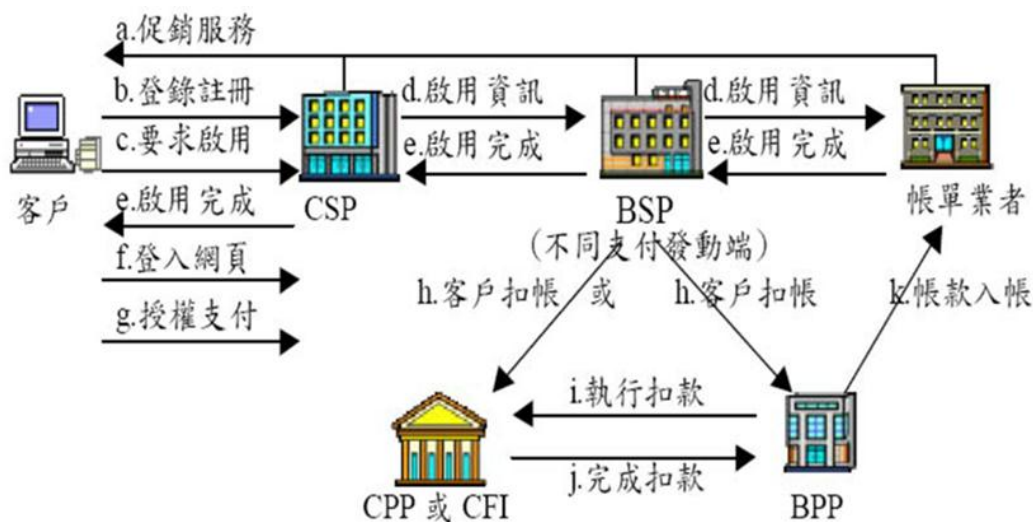 a.促銷服務
b.登錄註冊
d.啟用資訊
d.啟用資訊
c.要求啟用
e.啟用完成
e.啟用完成
客戶
e.啟用完成
CSP
BSP
帳單業者
(不同支付發動端)
f.登入網頁
h.客戶扣帳 或
h.客戶扣帳
k.帳款入帳
g.授權支付
i.執行扣款
j.完成扣款
CPP 或 CFI
BPP